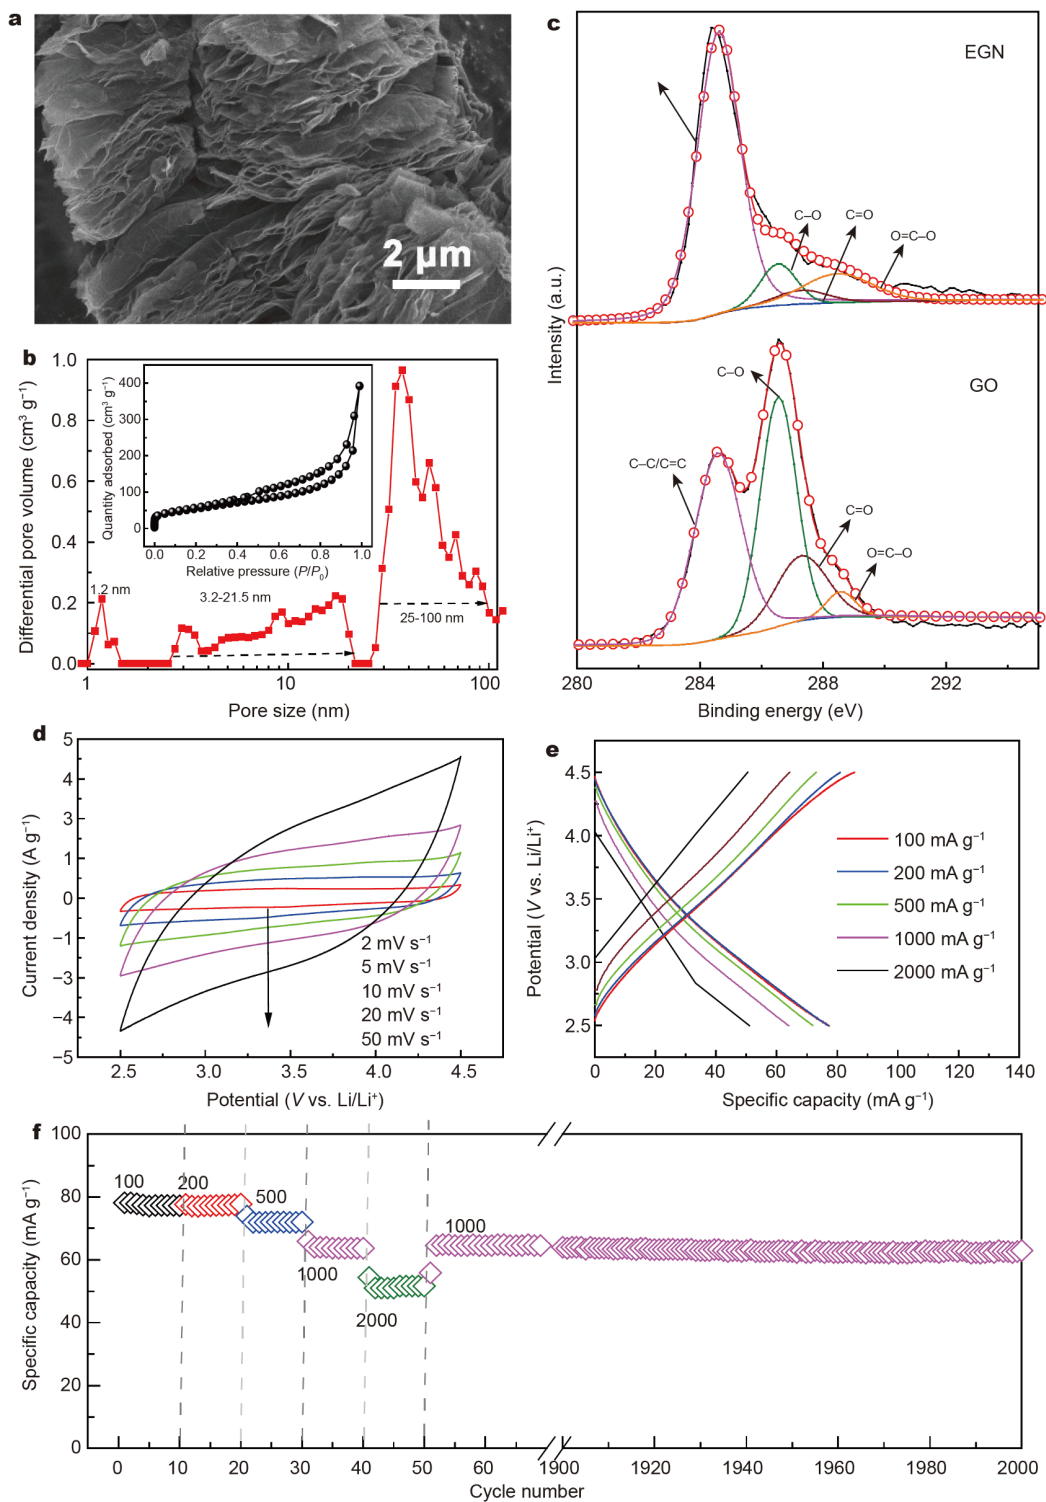 a
2 μm
b
Differential pore volume (cm³ g⁻¹)
1.0
0.8
0.6
0.4
0.2
0.0
1
10
100
Pore size (nm)
1.2 nm
3.2-21.5 nm
25-100 nm
Quantity adsorbed (cm³ g⁻¹)
400
300
200
100
0
0.0 0.2 0.4 0.6 0.8 1.0
Relative pressure (P/P₀)
c
EGN
C–O
C=O
O=C–O
Intensity (a.u.)
GO
C–O
C–C/C=C
C=O
O=C–O
280 284 288 292
Binding energy (eV)
d
Current density (A g⁻¹)
5
4
3
1
0
−1
−3
−4
−5
2 mV s⁻¹
5 mV s⁻¹
10 mV s⁻¹
20 mV s⁻¹
50 mV s⁻¹
2.5 3.0 3.5 4.0 4.5
Potential (V vs. Li/Li⁺)
e
Potential (V vs. Li/Li⁺)
4.5
4.0
3.5
3.0
2.5
100 mA g⁻¹
200 mA g⁻¹
500 mA g⁻¹
1000 mA g⁻¹
2000 mA g⁻¹
0 20 40 60 80 100 120 140
Specific capacity (mA g⁻¹)
f
Specific capacity (mA g⁻¹)
100
80
60
40
20
0
100
200
500
1000
2000
1000
0 10 20 30 40 50 60 1900 1920 1940 1960 1980 2000
Cycle number